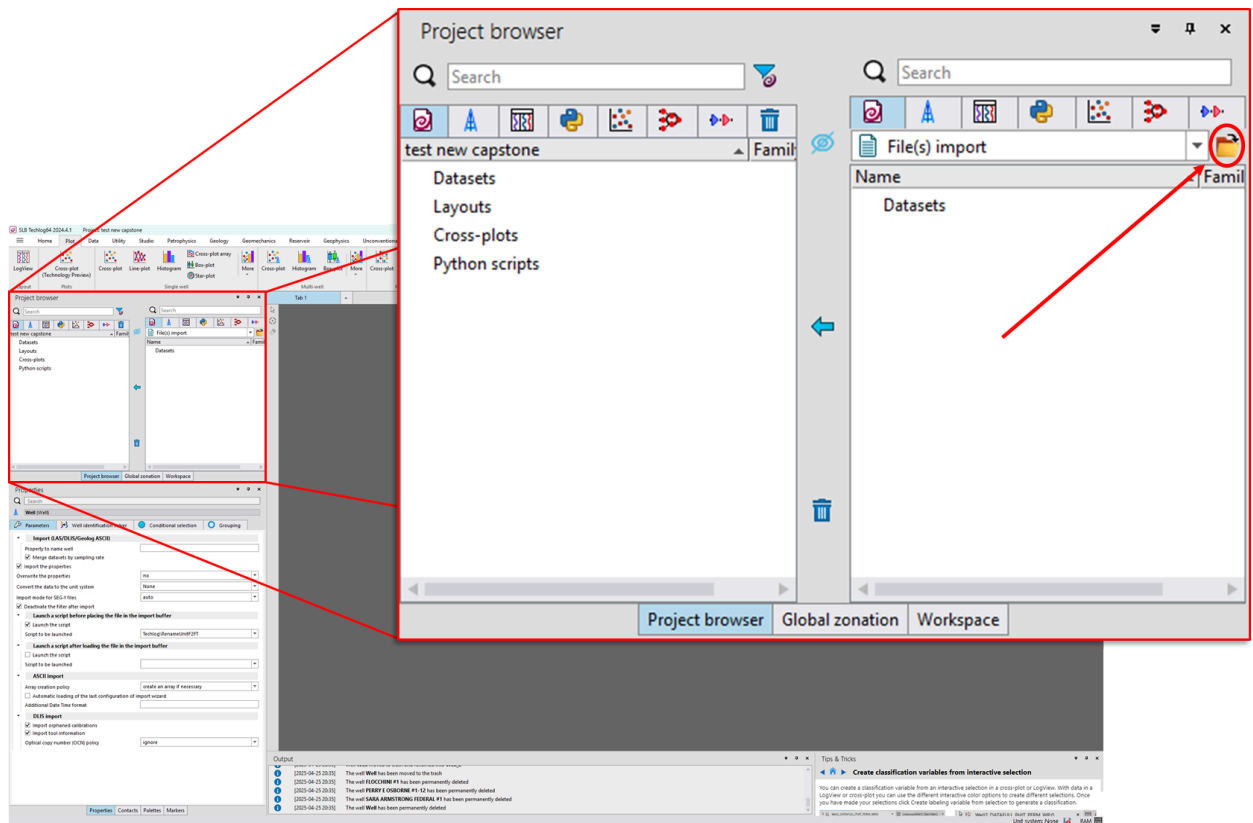 Project browser
Search
Search
test new capstone
Famil
File(s) import
Datasets
Layouts
Cross-plots
Python scripts
Name
Famil
Datasets
Project browser
Global zonation
Workspace
SLB Techlog64 2024.4.1
Project: test new capstone
Home
Plot
Data
Utility
Studio
Petrophysics
Geology
Geomechanics
Reservoir
Geophysics
Unconventiona
LogView
Cross-plot
(Technology Preview)
Cross-plot
Line-plot
Histogram
Cross-plot array
Box-plot
Star-plot
More
Cross-plot
Histogram
Box-plot
More
Cross-plot
Layout
Plots
Single well
Multi-well
Project browser
Tab 1
Search
Search
test new capstone
Famil
File(s) import
Name
Famil
Datasets
Layouts
Cross-plots
Python scripts
Datasets
Project browser
Global zonation
Workspace
Properties
Search
Well (Well)
Parameters
Conditional selection
Grouping
Import (LAS/DLIS/Geolog ASCII)
Property to name well
Merge datasets by sampling rate
Import the properties
Overwrite the properties
no
Convert the data to the unit system
None
Import mode for SEG-Y files
auto
Deactivate the filter after import
Launch a script before placing the file in the import buffer
Launch the script
Script to be launched
Techlog\RenameUnitF2FT
Launch a script after loading the file in the import buffer
Launch the script
Script to be launched
ASCII import
Array creation policy
create an array if necessary
Automatic loading of the last configuration of import wizard
Additional Date Time format
DLIS import
Import orphaned calibrations
Import tool information
Optical copy number (OCN) policy
ignore
Properties
Contacts
Palettes
Markers
Output
[2025-04-25 20:35] The well Well has been moved to the trash
[2025-04-25 20:35] The well FLOCCHINI #1 has been permanently deleted
[2025-04-25 20:35] The well PERRY E OSBORNE #1-12 has been permanently deleted
[2025-04-25 20:35] The well SARA ARMSTRONG FEDERAL #1 has been permanently deleted
[2025-04-25 20:35] The well Well has been permanently deleted
Tips & Tricks
Create classification variables from interactive selection
You can create a classification variable from an interactive selection in a cross-plot or LogView. With data in a
LogView or cross-plot you can use the different interactive color options to create different selections. Once
you have made your selections click Create labeling variable from selection to generate a classification.
Unit system: None
RAM